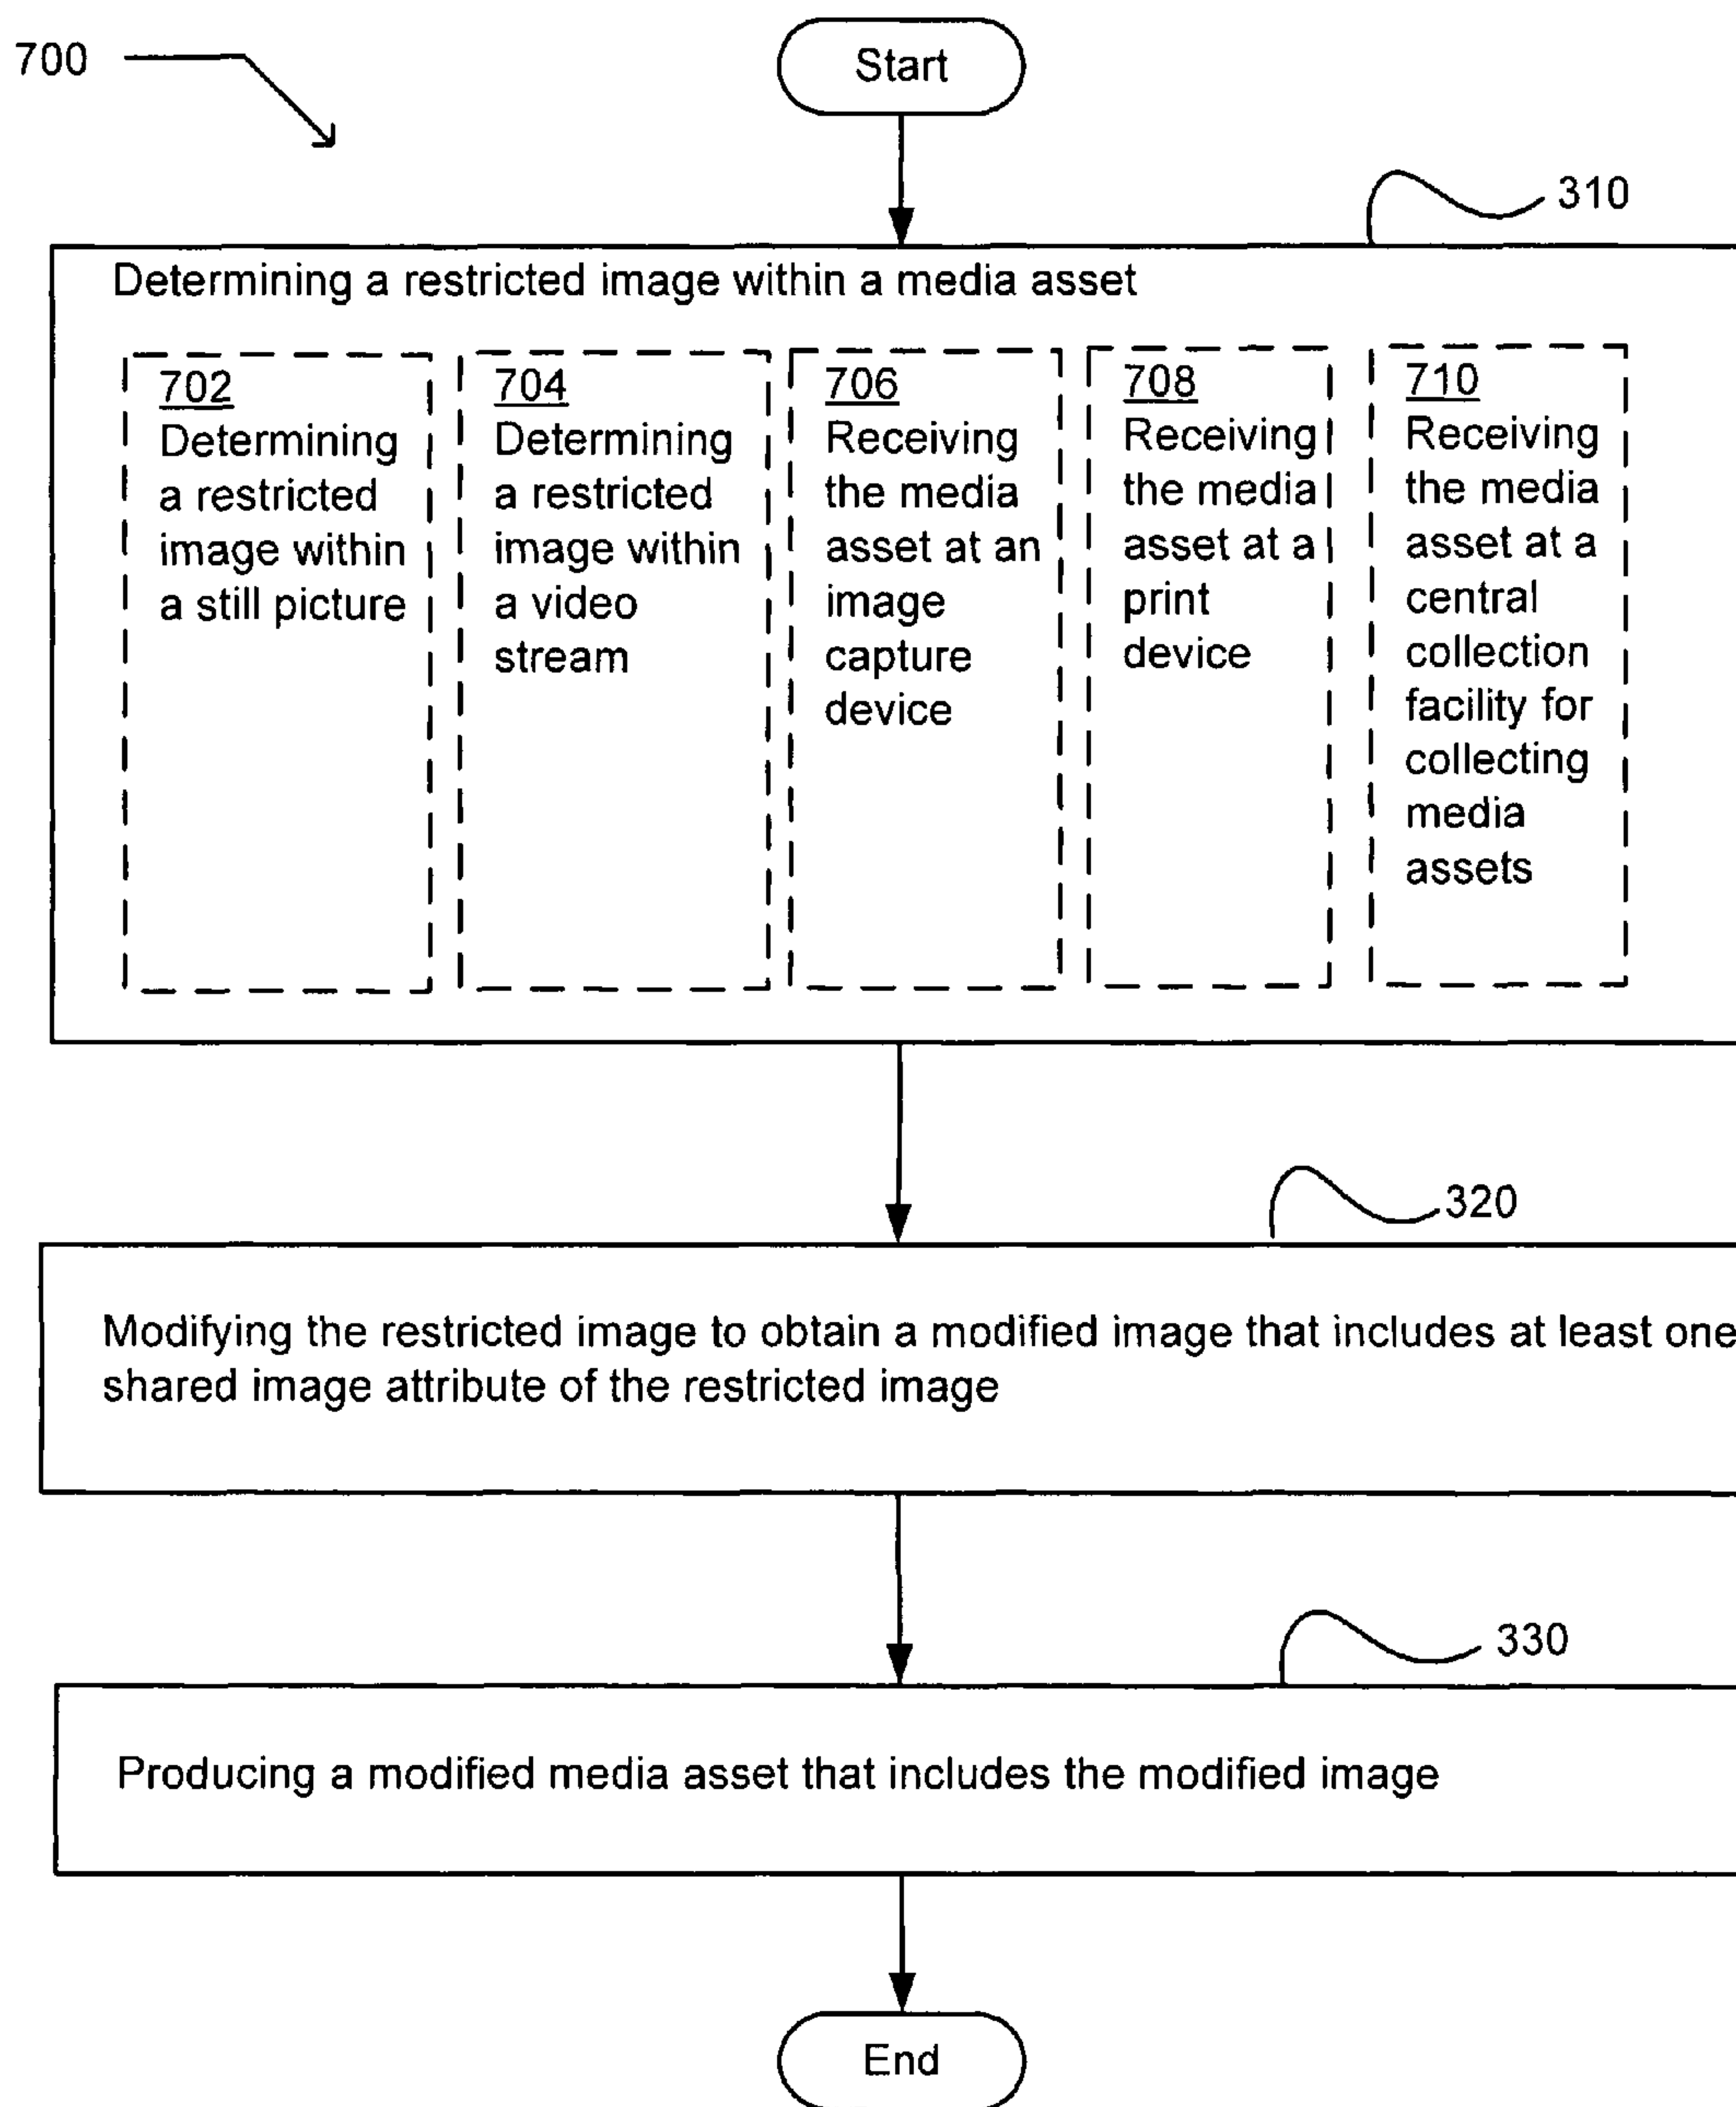 700
Start
310
Determining a restricted image within a media asset
702
Determining
a restricted
image within
a still picture
704
Determining
a restricted
image within
a video
stream
706
Receiving
the media
asset at an
image
capture
device
708
Receiving
the media
asset at a
print
device
710
Receiving
the media
asset at a
central
collection
facility for
collecting
media
assets
320
Modifying the restricted image to obtain a modified image that includes at least one
shared image attribute of the restricted image
330
Producing a modified media asset that includes the modified image
End